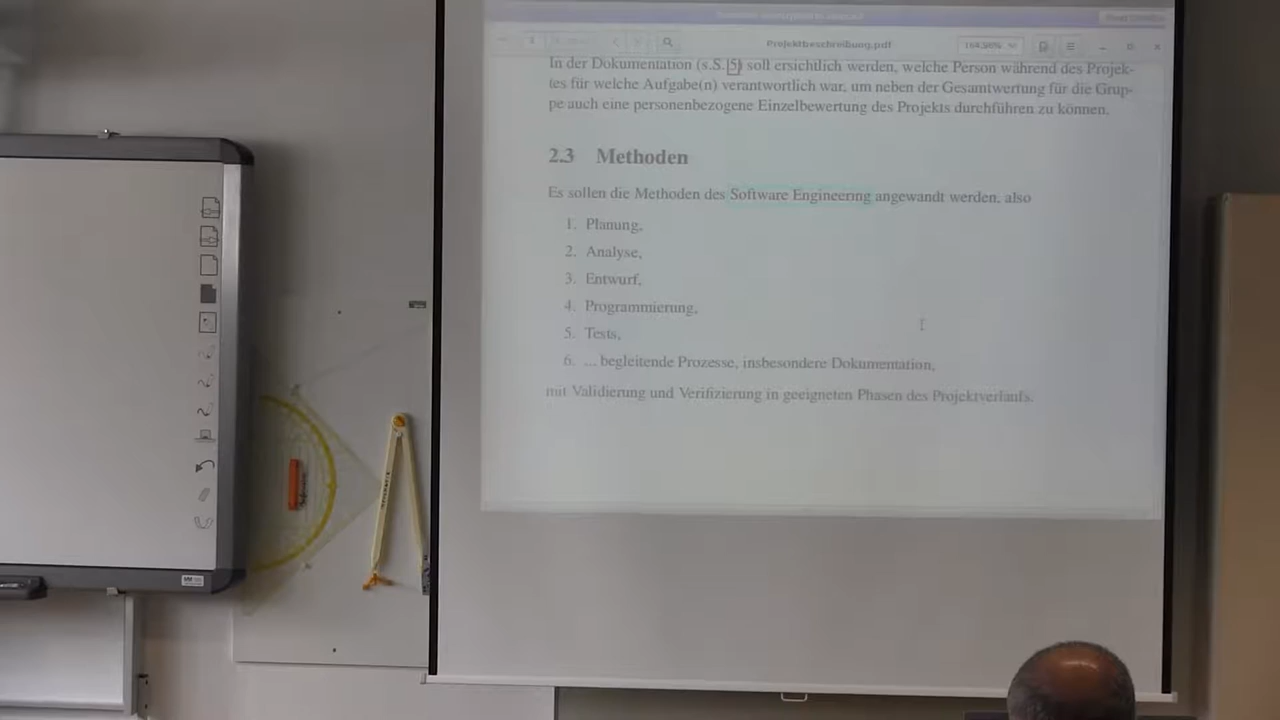 Projektbeschreibung.pdf
164,56%
In der Dokumentation (s.S.[5]) soll ersichtlich werden, welche Person während des Projek-
tes für welche Aufgabe(n) verantwortlich war, um neben der Gesamtwertung für die Grup-
pe auch eine personenbezogene Einzelbewertung des Projekts durchführen zu können.
2.3 Methoden
Es sollen die Methoden des Software Engineering angewandt werden, also
1. Planung,
2. Analyse,
3. Entwurf,
4. Programmierung,
5. Tests,
6. ... begleitende Prozesse, insbesondere Dokumentation,
mit Validierung und Verifizierung in geeigneten Phasen des Projektverlaufs.